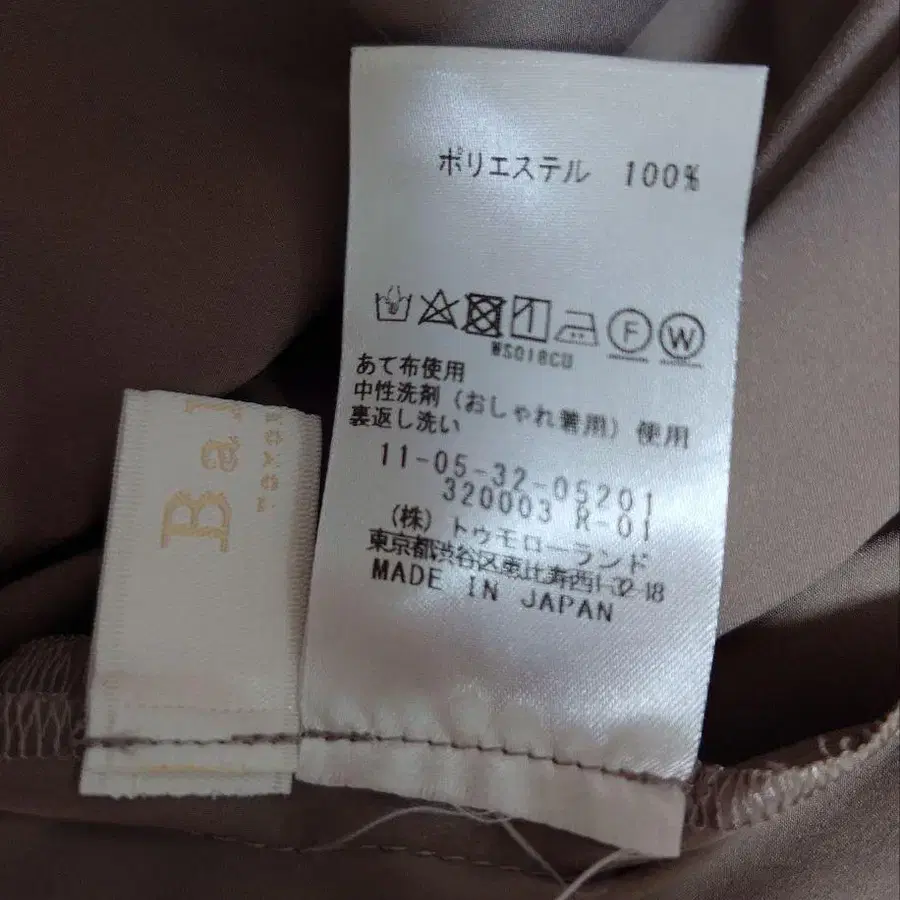 ポリエステル 100%
F W
WS018CU
あて布使用
中性洗剤 (おしゃれ着用) 使用
裏返し洗い
11-05-32-05201
320003 R-01
(株) トゥモローランド
東京都渋谷区恵比寿西1-32-18
MADE IN JAPAN
Ba